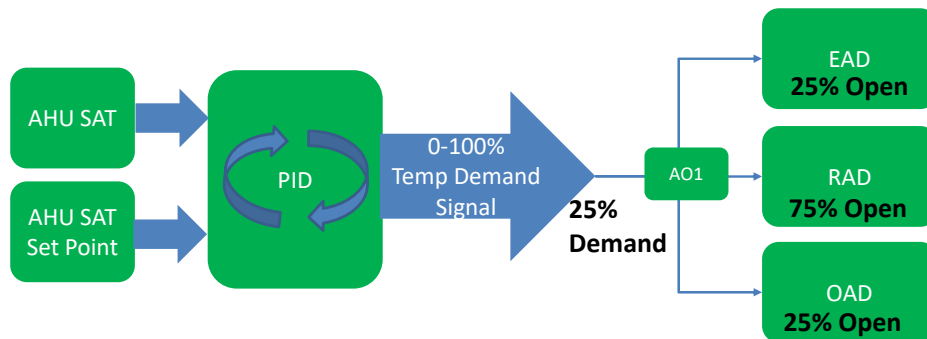 AHU SAT
AHU SAT
Set Point
PID
0-100%
Temp Demand
Signal
25%
Demand
AO1
EAD
25% Open
RAD
75% Open
OAD
25% Open